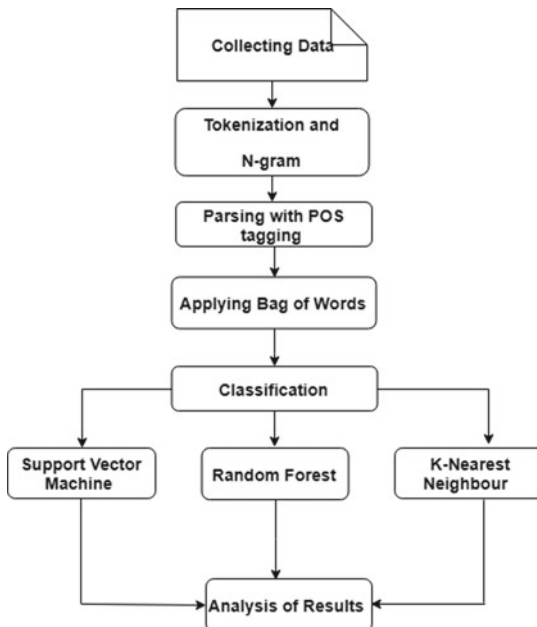 Collecting Data
Tokenization and
N-gram
Parsing with POS
tagging
Applying Bag of Words
Classification
Support Vector
Machine
Random Forest
K-Nearest
Neighbour
Analysis of Results